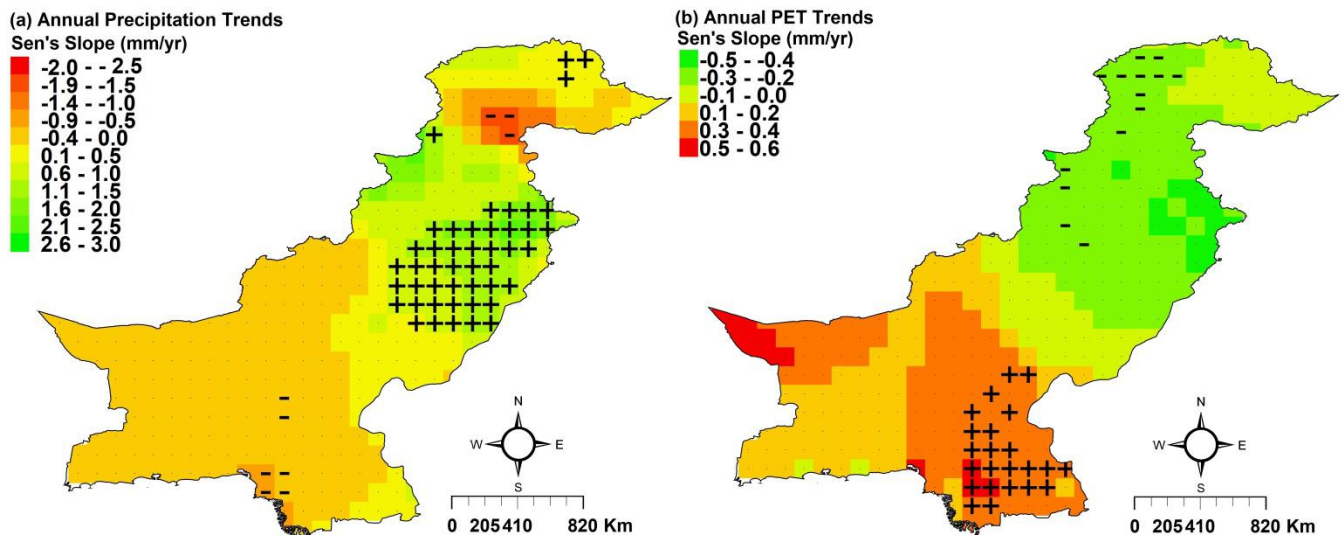 (a) Annual Precipitation Trends
Sen's Slope (mm/yr)
-2.0 - - 2.5
-1.9 - -1.5
-1.4 - -1.0
-0.9 - -0.5
-0.4 - 0.0
0.1 - 0.5
0.6 - 1.0
1.1 - 1.5
1.6 - 2.0
2.1 - 2.5
2.6 - 3.0
N
W E
S
0 205 410 820 Km
(b) Annual PET Trends
Sen's Slope (mm/yr)
-0.5 - -0.4
-0.3 - -0.2
-0.1 - 0.0
0.1 - 0.2
0.3 - 0.4
0.5 - 0.6
N
W E
S
0 205 410 820 Km